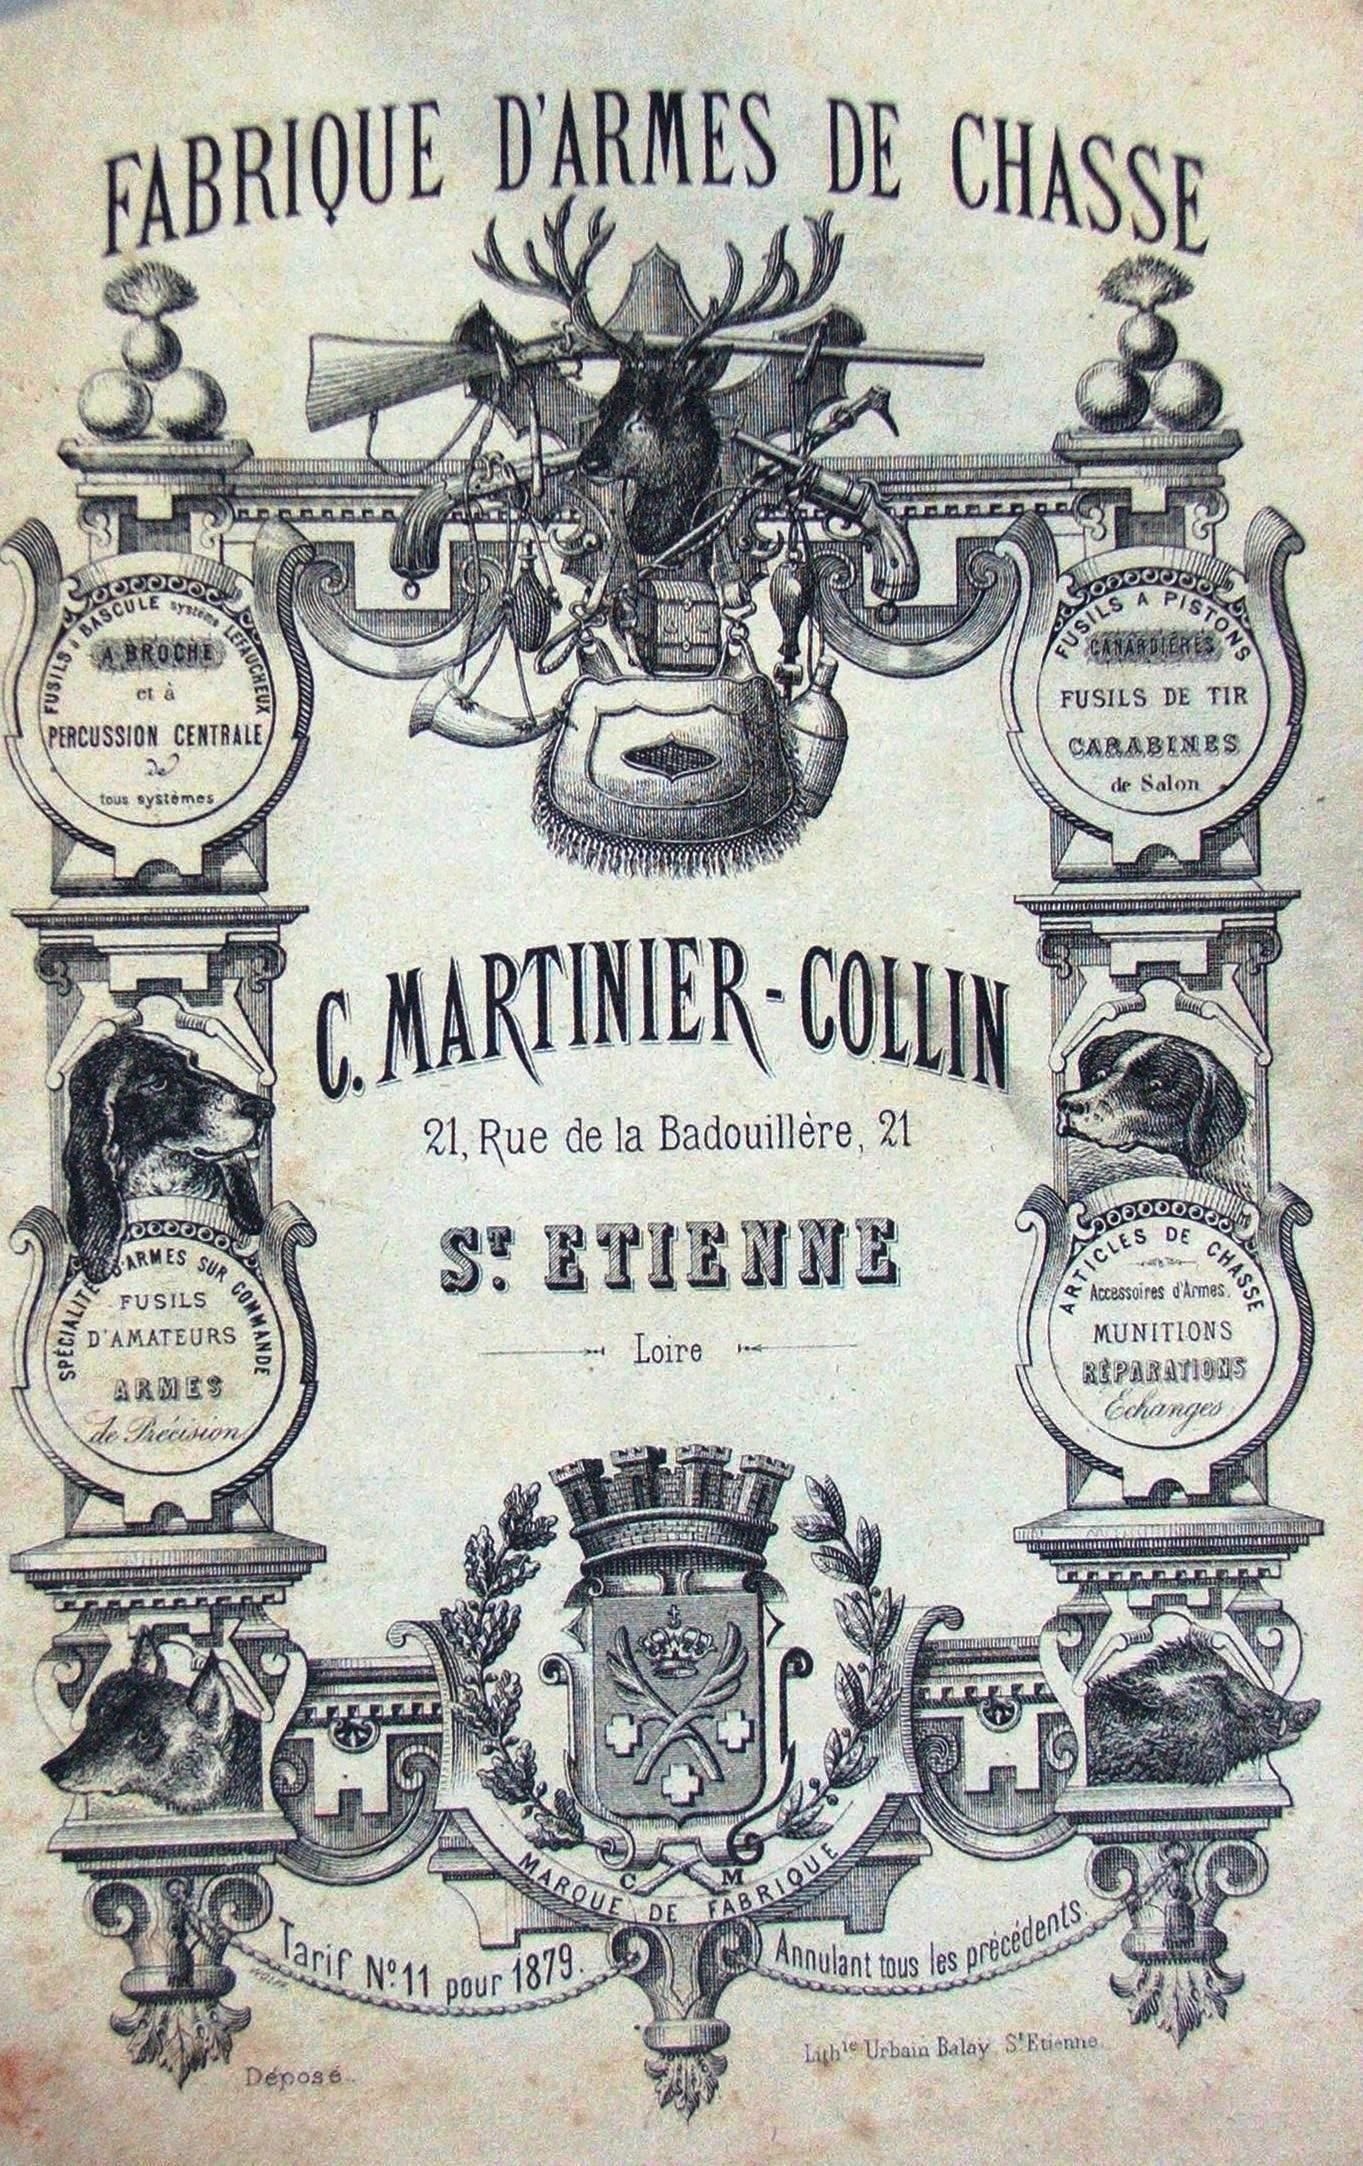 FABRIQUE D'ARMES DE CHASSE
FUSILS à BASCULE système LEFAUCHEUX
A BROCHE
et à
PERCUSSION CENTRALE
de
tous systèmes
FUSILS A PISTONS
CANARDIÈRES
FUSILS DE TIR
CARABINES
de Salon
C. MARTINIER-COLLIN
21, Rue de la Badouillère, 21
ST. ETIENNE
Loire
SPÉCIALITÉ D'ARMES SUR COMMANDE
FUSILS
D'AMATEURS
ARMES
de Précision
ARTICLES DE CHASSE
Accessoires d'Armes.
MUNITIONS
RÉPARATIONS
Échanges
C M
MARQUE DE FABRIQUE
Tarif No. 11 pour 1879.
Annulant tous les précédents.
Déposé.
Lithie Urbain Balay St Etienne.